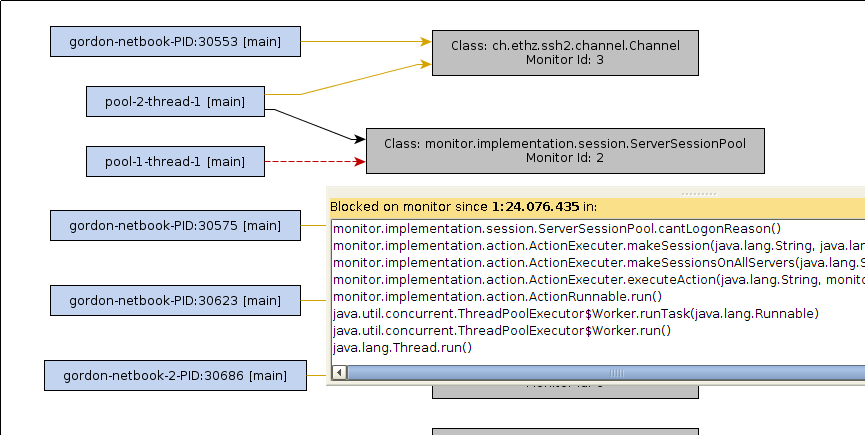 gordon-netbook-PID:30553 [main]
Class: ch.ethz.ssh2.channel.Channel
Monitor Id: 3
pool-2-thread-1 [main]
Class: monitor.implementation.session.ServerSessionPool
Monitor Id: 2
pool-1-thread-1 [main]
gordon-netbook-PID:30575 [main]
gordon-netbook-PID:30623 [main]
gordon-netbook-2-PID:30686 [main]
Blocked on monitor since 1:24.076.435 in:
monitor.implementation.session.ServerSessionPool.cantLogonReason()
monitor.implementation.action.ActionExecuter.makeSession(java.lang.String, java.lan
monitor.implementation.action.ActionExecuter.makeSessionsOnAllServers(java.lang.S
monitor.implementation.action.ActionExecuter.executeAction(java.lang.String, monito
monitor.implementation.action.ActionRunnable.run()
java.util.concurrent.ThreadPoolExecutor$Worker.runTask(java.lang.Runnable)
java.util.concurrent.ThreadPoolExecutor$Worker.run()
java.lang.Thread.run()